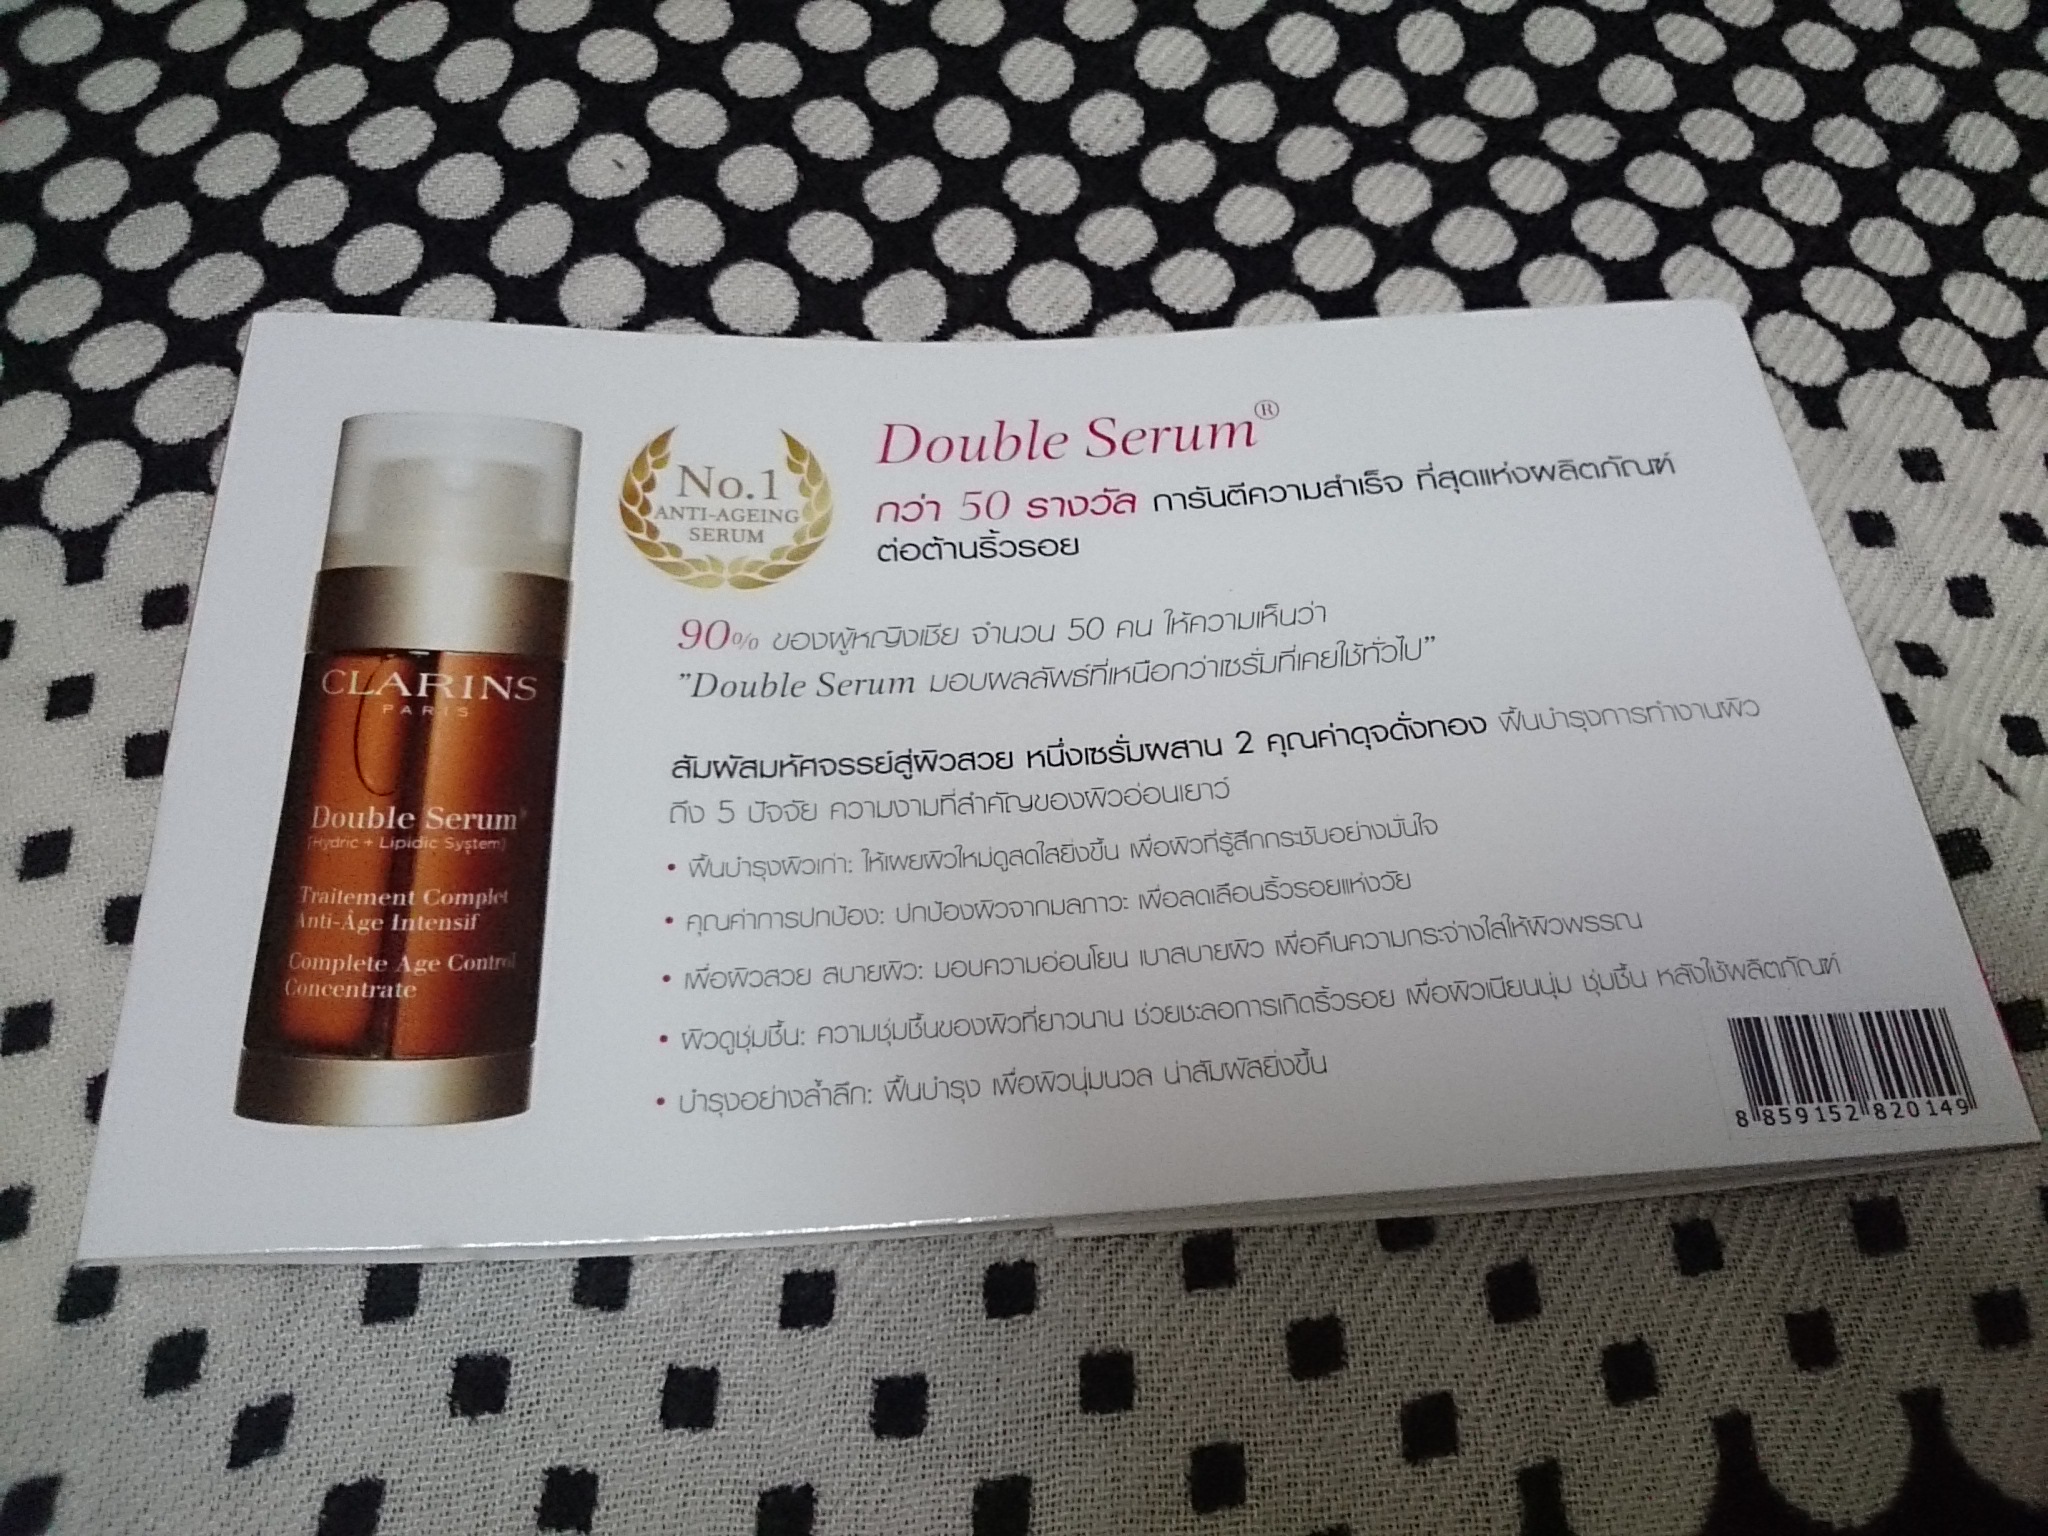 CLARINS
PARIS
Double Serum®
[Hydric + Lipidic System]
Traitement Complet
Anti-Âge Intensif
Complete Age Control
Concentrate
No.1
ANTI-AGEING
SERUM
Double Serum®
กว่า 50 รางวัล การันตีความสำเร็จ ที่สุดแห่งผลิตภัณฑ์
ต่อต้านริ้วรอย
90% ของผู้หญิงเชีย จำนวน 50 คน ให้ความเห็นว่า
"Double Serum มอบผลลัพธ์ที่เหนือกว่าเซรั่มที่เคยใช้ทั่วไป"
สัมผัสมหัศจรรย์สู่ผิวสวย หนึ่งเซรั่มผสาน 2 คุณค่าดุจดั่งทอง ฟื้นบำรุงการทำงานผิว
ถึง 5 ปัจจัย ความงามที่สำคัญของผิวอ่อนเยาว์
• ฟื้นบำรุงผิวเก่า: ให้เผยผิวใหม่ดูสดใสยิ่งขึ้น เพื่อผิวที่รู้สึกกระชับอย่างมั่นใจ
• คุณค่าการปกป้อง: ปกป้องผิวจากมลภาวะ เพื่อลดเลือนริ้วรอยแห่งวัย
• เพื่อผิวสวย สบายผิว: มอบความอ่อนโยน เบาสบายผิว เพื่อคืนความกระจ่างใสให้ผิวพรรณ
• ผิวดูชุ่มชื้น: ความชุ่มชื้นของผิวที่ยาวนาน ช่วยชะลอการเกิดริ้วรอย เพื่อผิวเนียนนุ่ม ชุ่มชื้น หลังใช้ผลิตภัณฑ์
• บำรุงอย่างล้ำลึก: ฟื้นบำรุง เพื่อผิวนุ่มนวล น่าสัมผัสยิ่งขึ้น
8 859152 820149